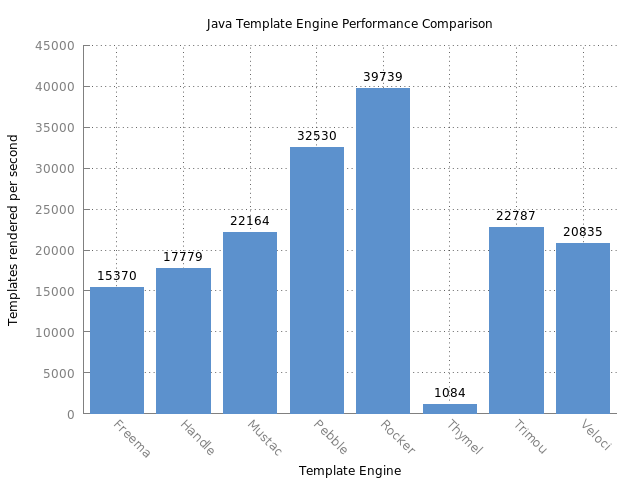 Java Template Engine Performance Comparison
45000
40000
35000
30000
25000
20000
15000
10000
5000
0
Templates rendered per second
15370
17779
22164
32530
39739
1084
22787
20835
Freema
Handle
Mustac
Pebble
Rocker
Thymel
Trimou
Veloci
Template Engine